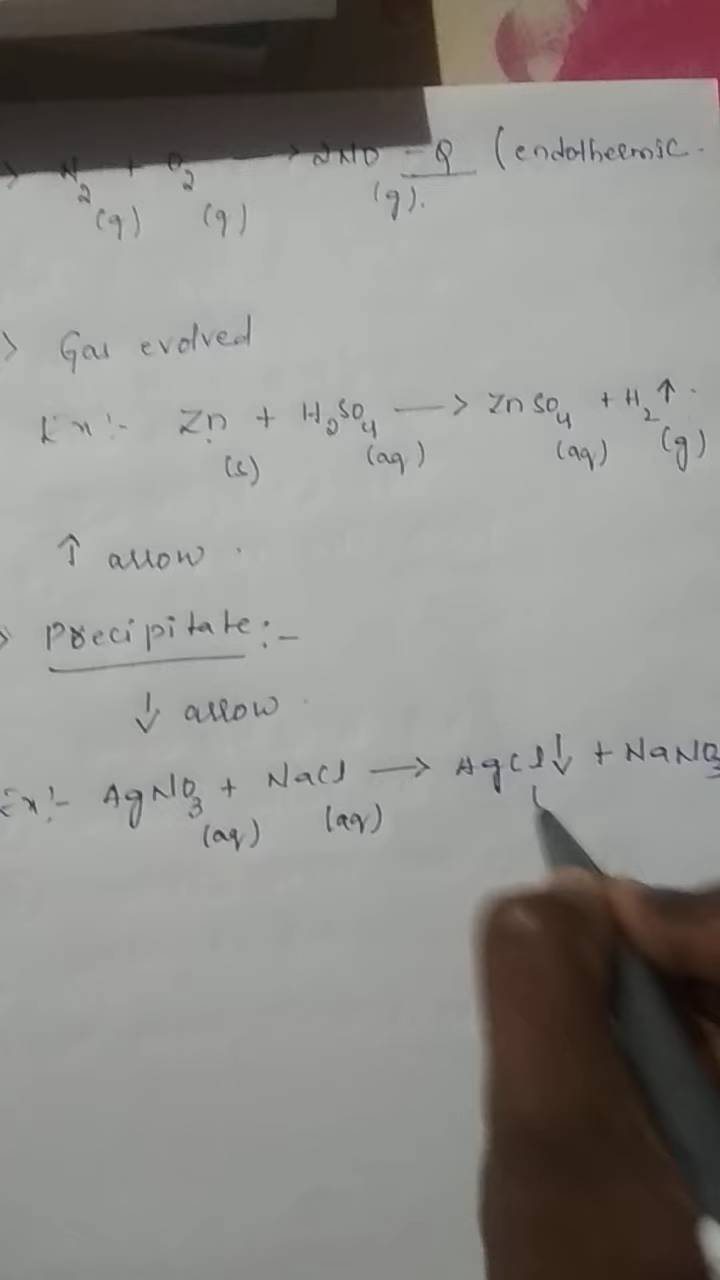 > N₂ + O₂ → 2NO – Q (endothermic.
(g) (g) (g).
> Gas evolved
Ex :- Zn + H₂SO₄ → ZnSO₄ + H₂↑.
(s) (aq) (aq) (g)
↑ arrow .
> Precipitate :-
↓ arrow .
Ex :- AgNO₃ + NaCl → AgCl↓ + NaNO₃
(aq) (aq) (